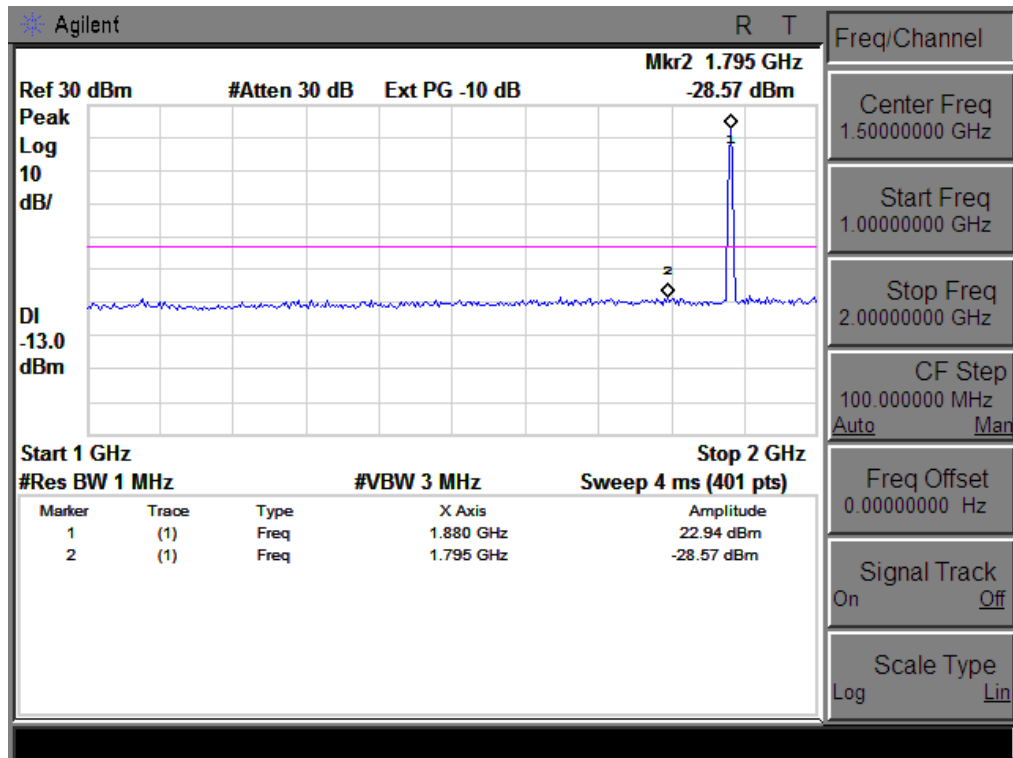 Agilent R T
Freq/Channel
Mkr2 1.795 GHz
Ref 30 dBm #Atten 30 dB Ext PG -10 dB -28.57 dBm
Peak
Log
10
dB/
1
2
DI
-13.0
dBm
Start 1 GHz Stop 2 GHz
#Res BW 1 MHz #VBW 3 MHz Sweep 4 ms (401 pts)
Marker Trace Type X Axis Amplitude
1 (1) Freq 1.880 GHz 22.94 dBm
2 (1) Freq 1.795 GHz -28.57 dBm
Center Freq
1.50000000 GHz
Start Freq
1.00000000 GHz
Stop Freq
2.00000000 GHz
CF Step
100.000000 MHz
Auto Man
Freq Offset
0.00000000 Hz
Signal Track
On Off
Scale Type
Log Lin